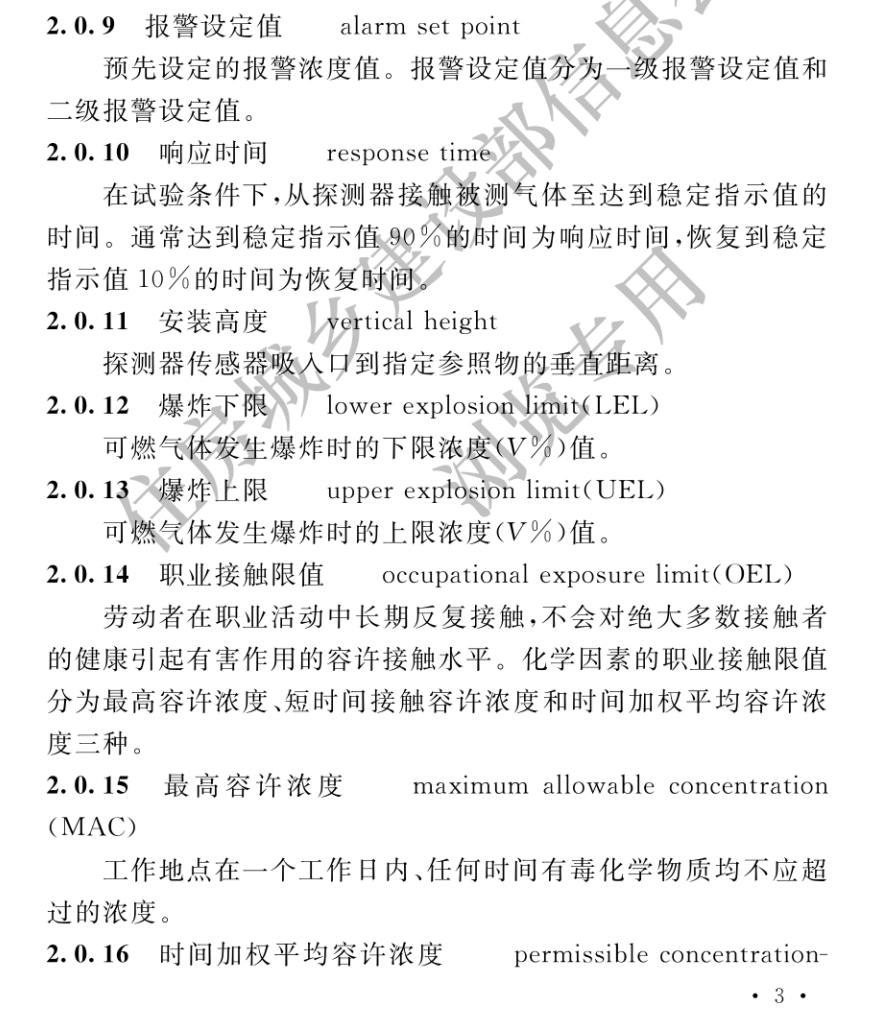 2.0.9 报警设定值 alarm set point
预先设定的报警浓度值。报警设定值分为一级报警设定值和
二级报警设定值。
2.0.10 响应时间 response time
在试验条件下,从探测器接触被测气体至达到稳定指示值的
时间。通常达到稳定指示值90%的时间为响应时间,恢复到稳定
指示值10%的时间为恢复时间。
2.0.11 安装高度 vertical height
探测器传感器吸入口到指定参照物的垂直距离。
2.0.12 爆炸下限 lower explosion limit(LEL)
可燃气体发生爆炸时的下限浓度(V%)值。
2.0.13 爆炸上限 upper explosion limit(UEL)
可燃气体发生爆炸时的上限浓度(V%)值。
2.0.14 职业接触限值 occupational exposure limit(OEL)
劳动者在职业活动中长期反复接触,不会对绝大多数接触者
的健康引起有害作用的容许接触水平。化学因素的职业接触限值
分为最高容许浓度、短时间接触容许浓度和时间加权平均容许浓
度三种。
2.0.15 最高容许浓度 maximum allowable concentration
(MAC)
工作地点在一个工作日内、任何时间有毒化学物质均不应超
过的浓度。
2.0.16 时间加权平均容许浓度 permissible concentration-
· 3 ·
住房城乡建设部信息
浏览专用